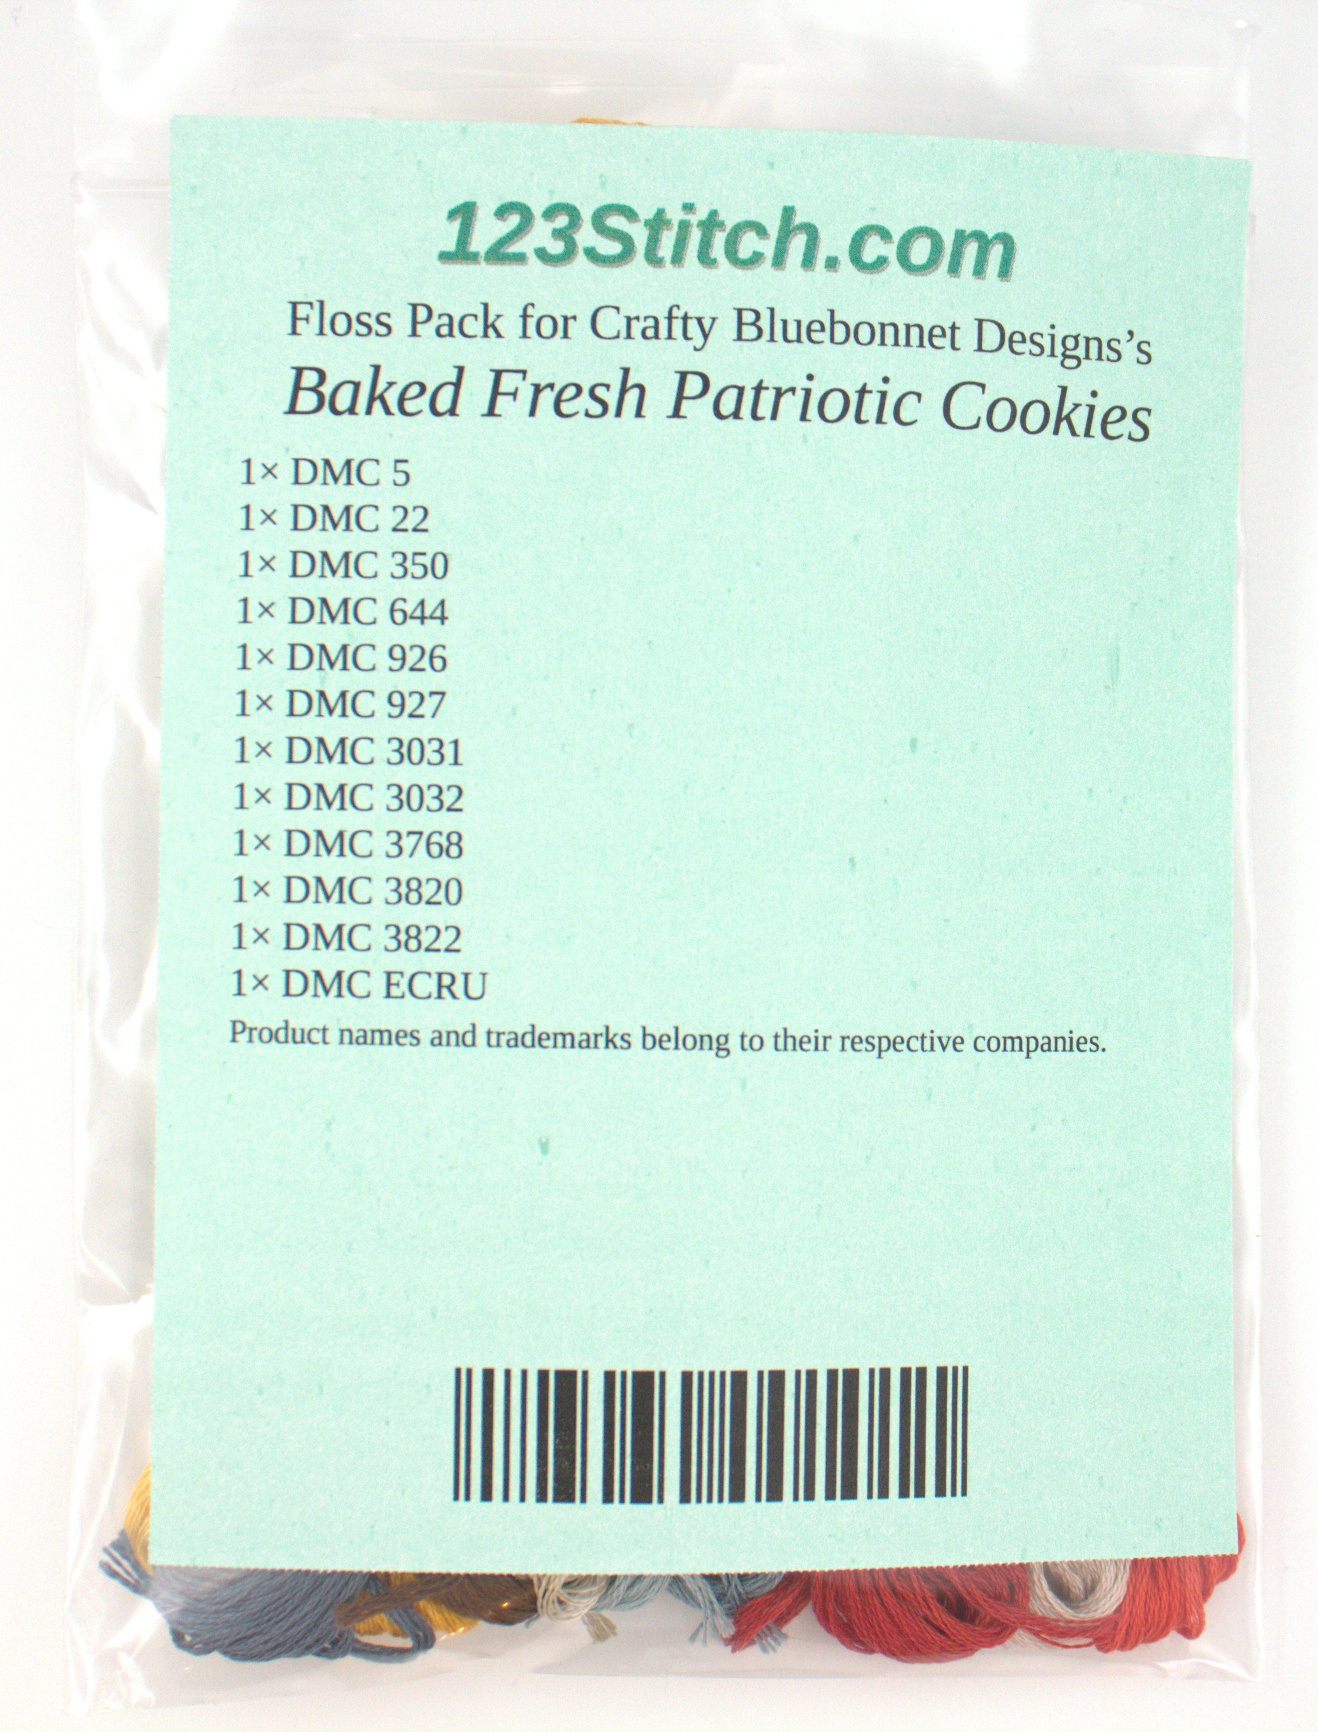 123Stitch.com
Floss Pack for Crafty Bluebonnet Designs’s
Baked Fresh Patriotic Cookies
1× DMC 5
1× DMC 22
1× DMC 350
1× DMC 644
1× DMC 926
1× DMC 927
1× DMC 3031
1× DMC 3032
1× DMC 3768
1× DMC 3820
1× DMC 3822
1× DMC ECRU
Product names and trademarks belong to their respective companies.